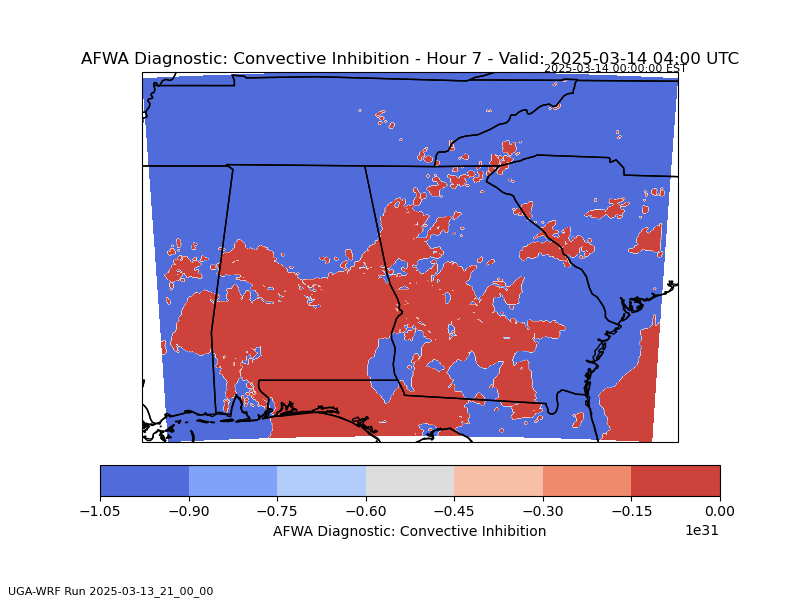 AFWA Diagnostic: Convective Inhibition - Hour 7 - Valid: 2025-03-14 04:00 UTC
2025-03-14 00:00:00 EST
−1.05 −0.90 −0.75 −0.60 −0.45 −0.30 −0.15 0.00
AFWA Diagnostic: Convective Inhibition
1e31
UGA-WRF Run 2025-03-13_21_00_00